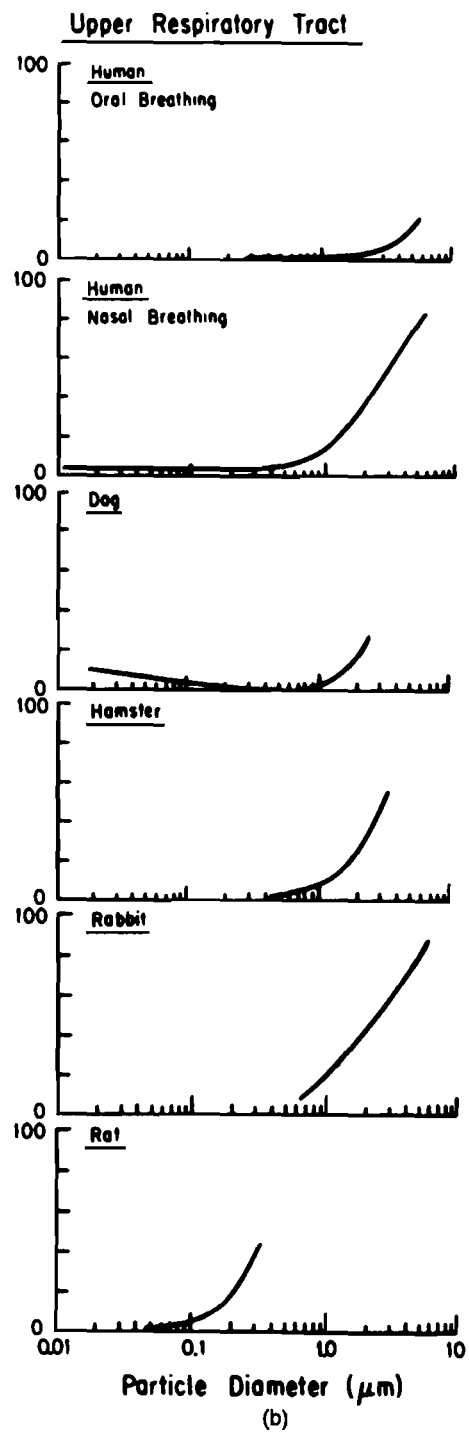 Upper Respiratory Tract
100
Human
Oral Breathing
0
100
Human
Nasal Breathing
0
100
Dog
0
Hamster
0
100
Rabbit
0
100
Rat
0
0.01 0.1 1.0 10
Particle Diameter (μm)
(b)